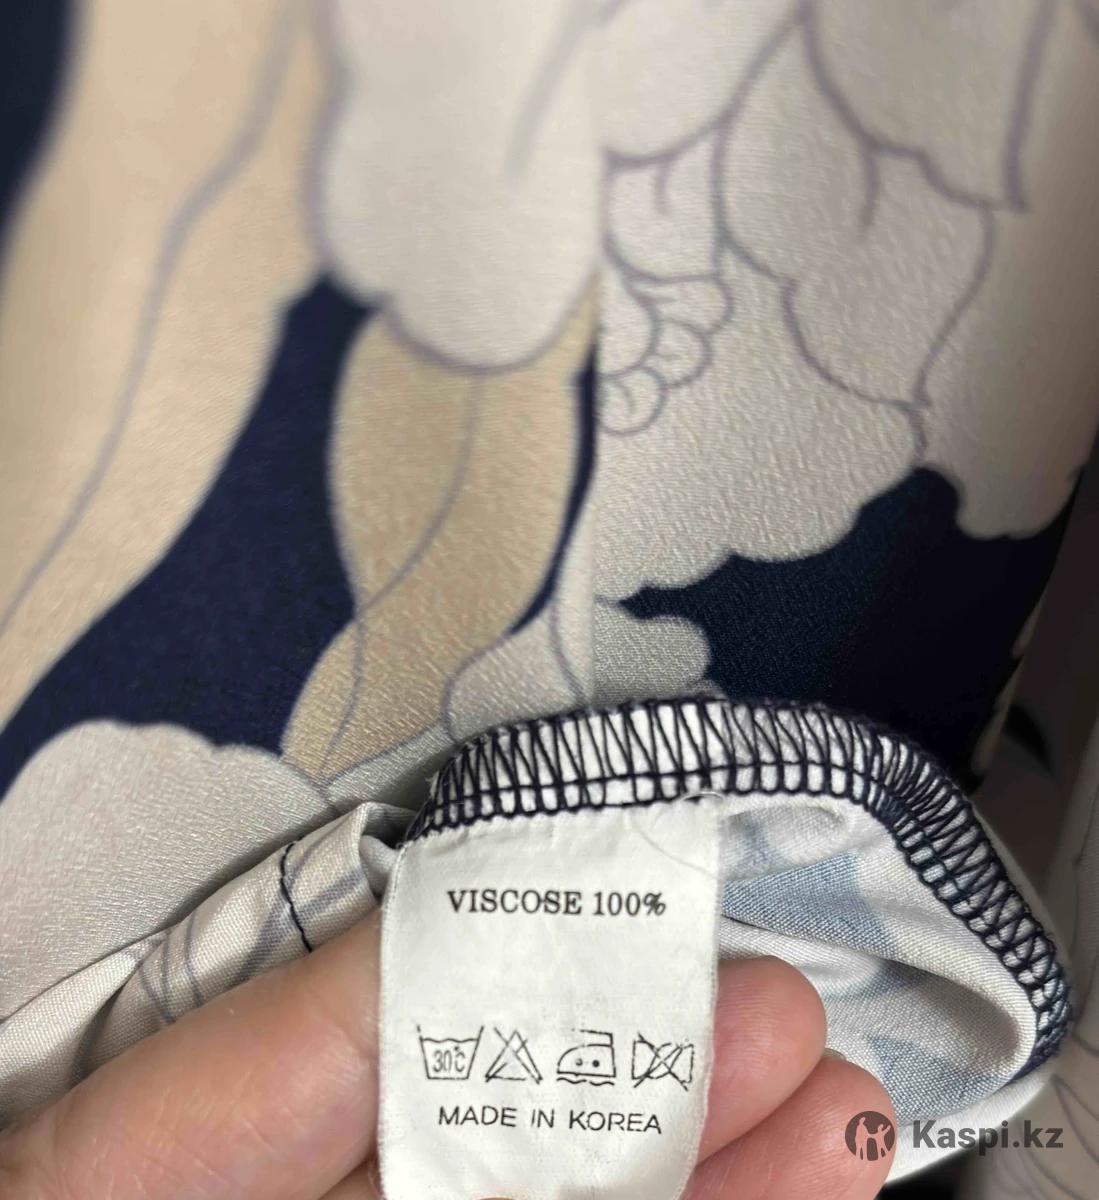 VISCOSE 100%
30°C
MADE IN KOREA
Kaspi.kz